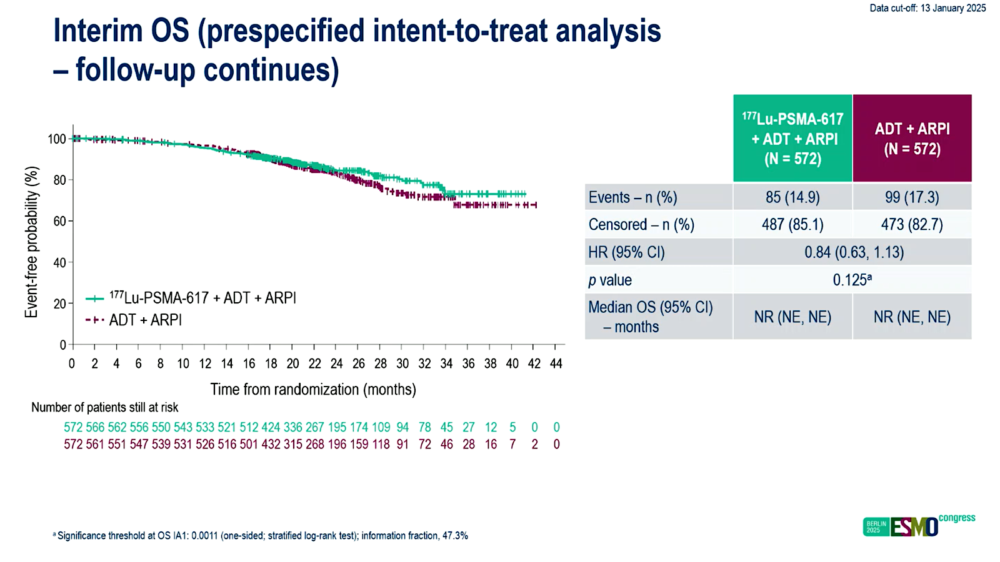 Data cut-off: 13 January 2025
Interim OS (prespecified intent-to-treat analysis
– follow-up continues)
Event-free probability (%)
100
80
60
40
20
0
¹⁷⁷Lu-PSMA-617 + ADT + ARPI
ADT + ARPI
0 2 4 6 8 10 12 14 16 18 20 22 24 26 28 30 32 34 36 38 40 42 44
Time from randomization (months)
Number of patients still at risk
572 566 562 556 550 543 533 521 512 424 336 267 195 174 109 94 78 45 27 12 5 0 0
572 561 551 547 539 531 526 516 501 432 315 268 196 159 118 91 72 46 28 16 7 2 0
¹⁷⁷Lu-PSMA-617
+ ADT + ARPI
(N = 572)
ADT + ARPI
(N = 572)
Events – n (%) 85 (14.9) 99 (17.3)
Censored – n (%) 487 (85.1) 473 (82.7)
HR (95% CI) 0.84 (0.63, 1.13)
p value 0.125ᵃ
Median OS (95% CI)
– months
NR (NE, NE) NR (NE, NE)
ᵃ Significance threshold at OS IA1: 0.0011 (one-sided; stratified log-rank test); information fraction, 47.3%
BERLIN
2025
ESMO congress